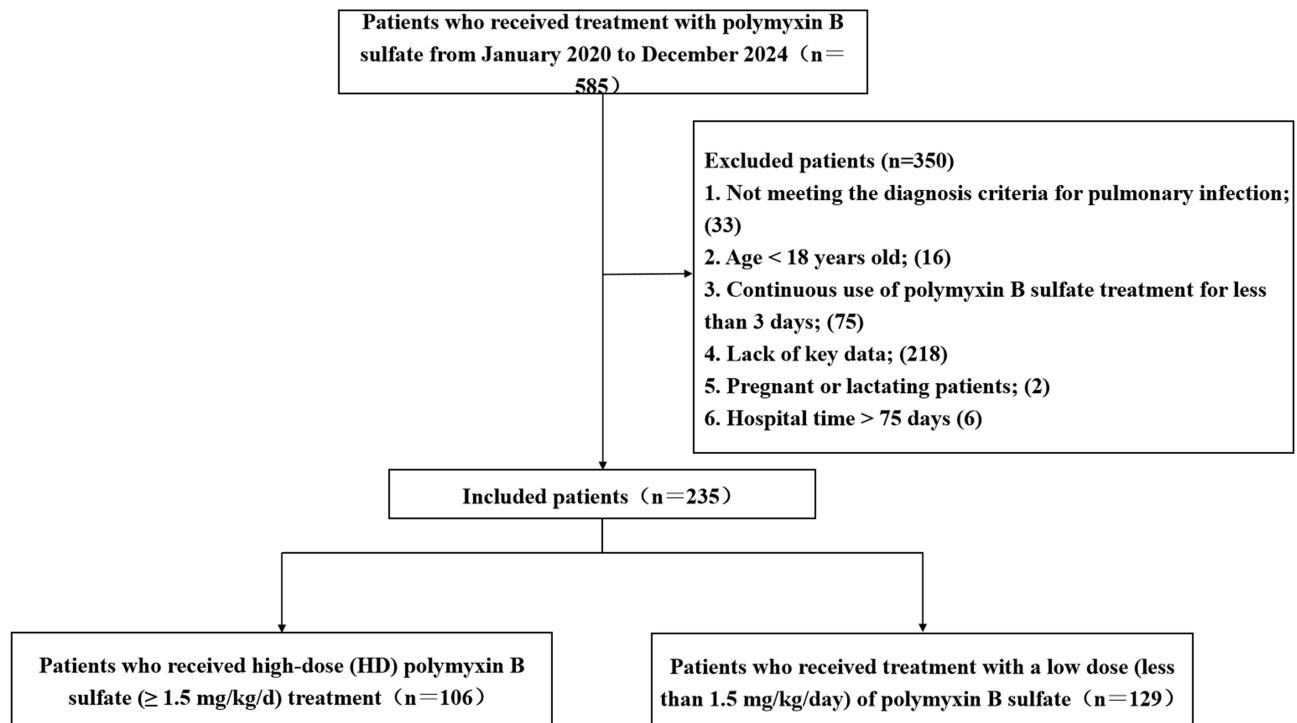 Patients who received treatment with polymyxin B
sulfate from January 2020 to December 2024（n＝
585）
Excluded patients (n=350)
1. Not meeting the diagnosis criteria for pulmonary infection;
(33)
2. Age < 18 years old; (16)
3. Continuous use of polymyxin B sulfate treatment for less
than 3 days; (75)
4. Lack of key data; (218)
5. Pregnant or lactating patients; (2)
6. Hospital time > 75 days (6)
Included patients（n＝235）
Patients who received high-dose (HD) polymyxin B
sulfate (≥ 1.5 mg/kg/d) treatment（n＝106）
Patients who received treatment with a low dose (less
than 1.5 mg/kg/day) of polymyxin B sulfate（n＝129）